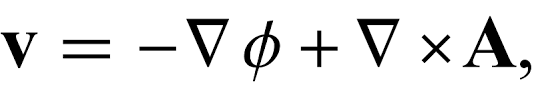 𝐯 = −∇ϕ + ∇ × 𝐀,